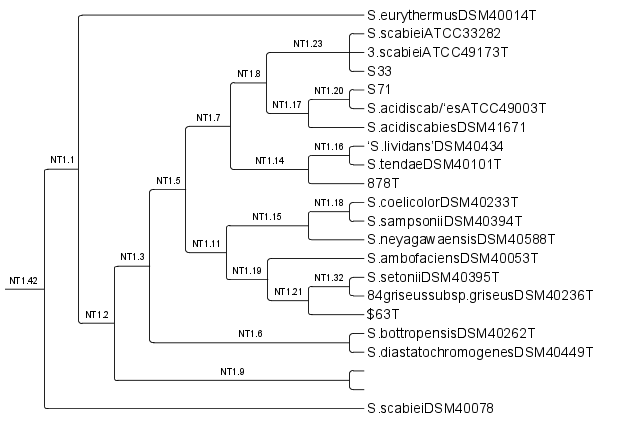 S.eurythermusDSM40014T
S.scabieiATCC33282
NT1.23
3.scabieiATCC49173T
S33
NT1.8
S71
NT1.20
S.acidiscab/'esATCC49003T
NT1.17
S.acidiscabiesDSM41671
NT1.7
'S.lividans'DSM40434
NT1.16
S.tendaeDSM40101T
NT1.14
878T
NT1.1
NT1.5
S.coelicolorDSM40233T
NT1.18
S.sampsoniiDSM40394T
NT1.15
S.neyagawaensisDSM40588T
NT1.11
S.ambofaciensDSM40053T
NT1.3
NT1.19
S.setoniiDSM40395T
NT1.32
NT1.42
84griseussubsp.griseusDSM40236T
NT1.21
$63T
NT1.2
S.bottropensisDSM40262T
NT1.6
S.diastatochromogenesDSM40449T
NT1.9
S.scabieiDSM40078